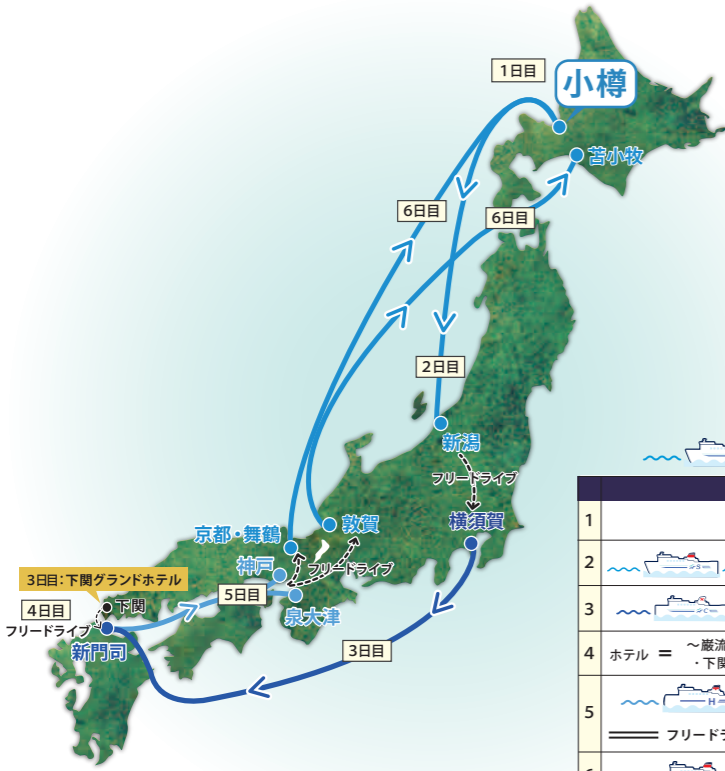 1日目
小樽
苫小牧
6日目
6日目
2日目
新潟
フリードライブ
横須賀
敦賀
京都・舞鶴
神戸
フリードライブ
泉大津
5日目
3日目:下関グランドホテル
4日目
下関
フリードライブ
新門司
3日目
1
2
S
3
C
4
ホテル = 〜巌流
・下関
5
H
フリードラ